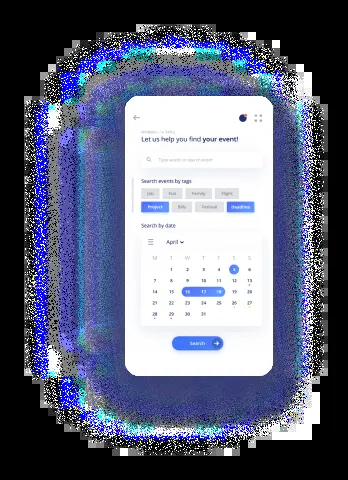 Let us help you find your event!
Type words or search event
Search events by tags
Job Fun Family Flight
Project Billy Festival Deadline
Search by date
April
M T W T F S S
1 2 3 4 5 6
7 8 9 10 11 12 13
14 15 16 17 18 19 20
21 22 23 24 25 26 27
28 29 30 31
Search